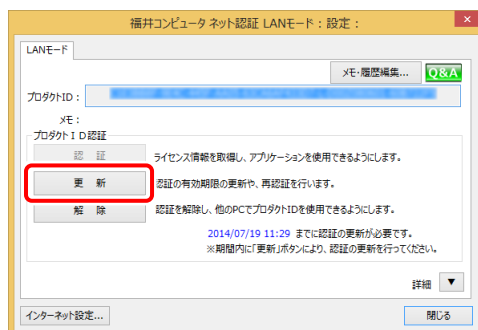 福井コンピュータ ネット認証 LANモード：設定：
LANモード
メモ・履歴編集...
Q&A
プロダクトID：
メモ：
プロダクトＩＤ認証
認　証
ライセンス情報を取得し、アプリケーションを使用できるようにします。
更　新
認証の有効期限の更新や、再認証を行います。
解　除
認証を解除し、他のPCでプロダクトIDを使用できるようにします。
2014/07/19 11:29 までに認証の更新が必要です。
※期間内に「更新」ボタンにより、認証の更新を行ってください。
詳細
インターネット設定...
閉じる